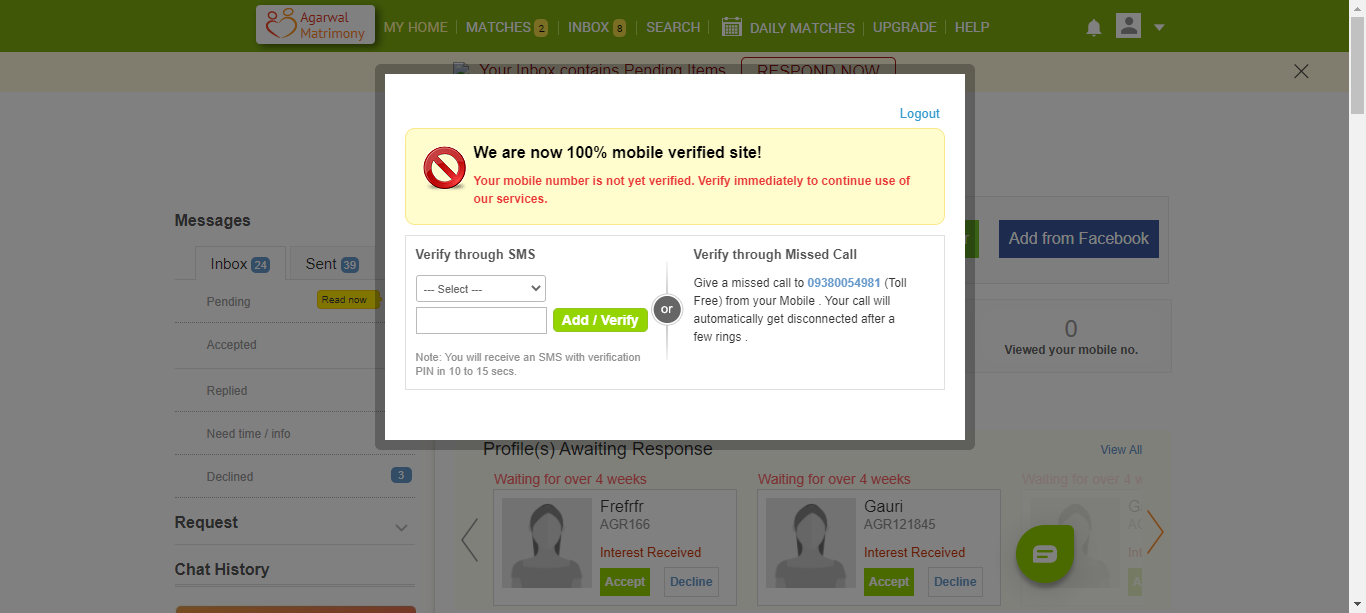 Agarwal
Matrimony
MY HOME
MATCHES 2
INBOX 8
SEARCH
DAILY MATCHES
UPGRADE
HELP
Your Inbox contains Pending Items
RESPOND NOW
Logout
We are now 100% mobile verified site!
Your mobile number is not yet verified. Verify immediately to continue use of
our services.
Verify through SMS
--- Select ---
Add / Verify
Note: You will receive an SMS with verification
PIN in 10 to 15 secs.
or
Verify through Missed Call
Give a missed call to 09380054981 (Toll
Free) from your Mobile . Your call will
automatically get disconnected after a
few rings .
Messages
Inbox 24
Sent 39
Pending
Read now
Accepted
Replied
Need time / info
Declined
3
Request
Chat History
Add from Facebook
0
Viewed your mobile no.
Profile(s) Awaiting Response
View All
Waiting for over 4 weeks
Frefrfr
AGR166
Interest Received
Accept
Decline
Waiting for over 4 weeks
Gauri
AGR121845
Interest Received
Accept
Decline
Waiting for over 4 w
G
Int
A